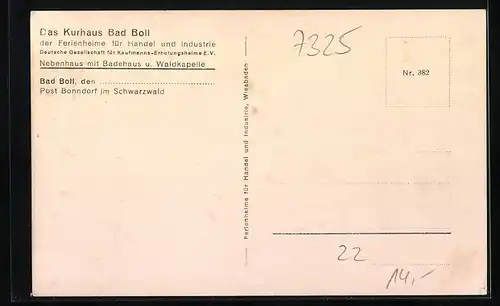 Das Kurhaus Bad Boll
der Ferienheime für Handel und Industrie
Deutsche Gesellschaft für Kaufmanns-Erholungsheime E.V.
Nebenhaus mit Badehaus u. Waldkapelle
Bad Boll, den
Post Bonndorf im Schwarzwald
Ferienheime für Handel und Industrie, Wiesbaden
7325
Nr. 382
22
14,-